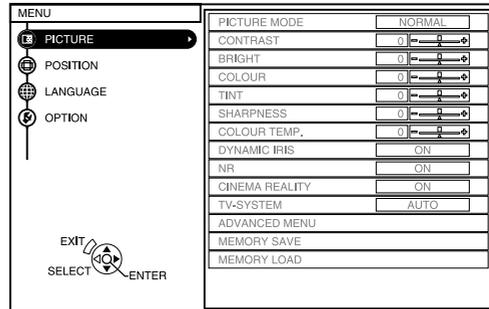 MENU
PICTURE
POSITION
LANGUAGE
OPTION
EXIT
SELECT
ENTER
PICTURE MODE NORMAL
CONTRAST 0
BRIGHT 0
COLOUR 0
TINT 0
SHARPNESS 0
COLOUR TEMP. 0
DYNAMIC IRIS ON
NR ON
CINEMA REALITY ON
TV-SYSTEM AUTO
ADVANCED MENU
MEMORY SAVE
MEMORY LOAD